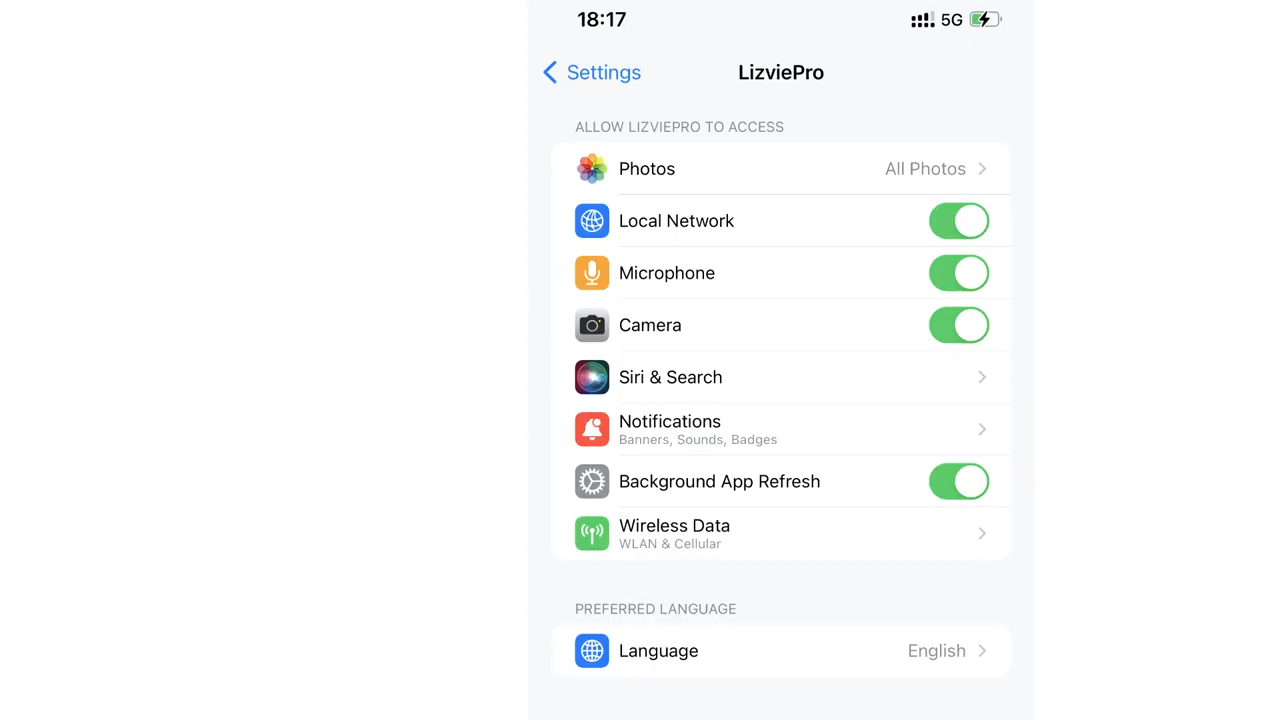 18:17 5G
Settings LizviePro
ALLOW LIZVIEPRO TO ACCESS
Photos All Photos
Local Network
Microphone
Camera
Siri & Search
Notifications
Banners, Sounds, Badges
Background App Refresh
Wireless Data
WLAN & Cellular
PREFERRED LANGUAGE
Language English